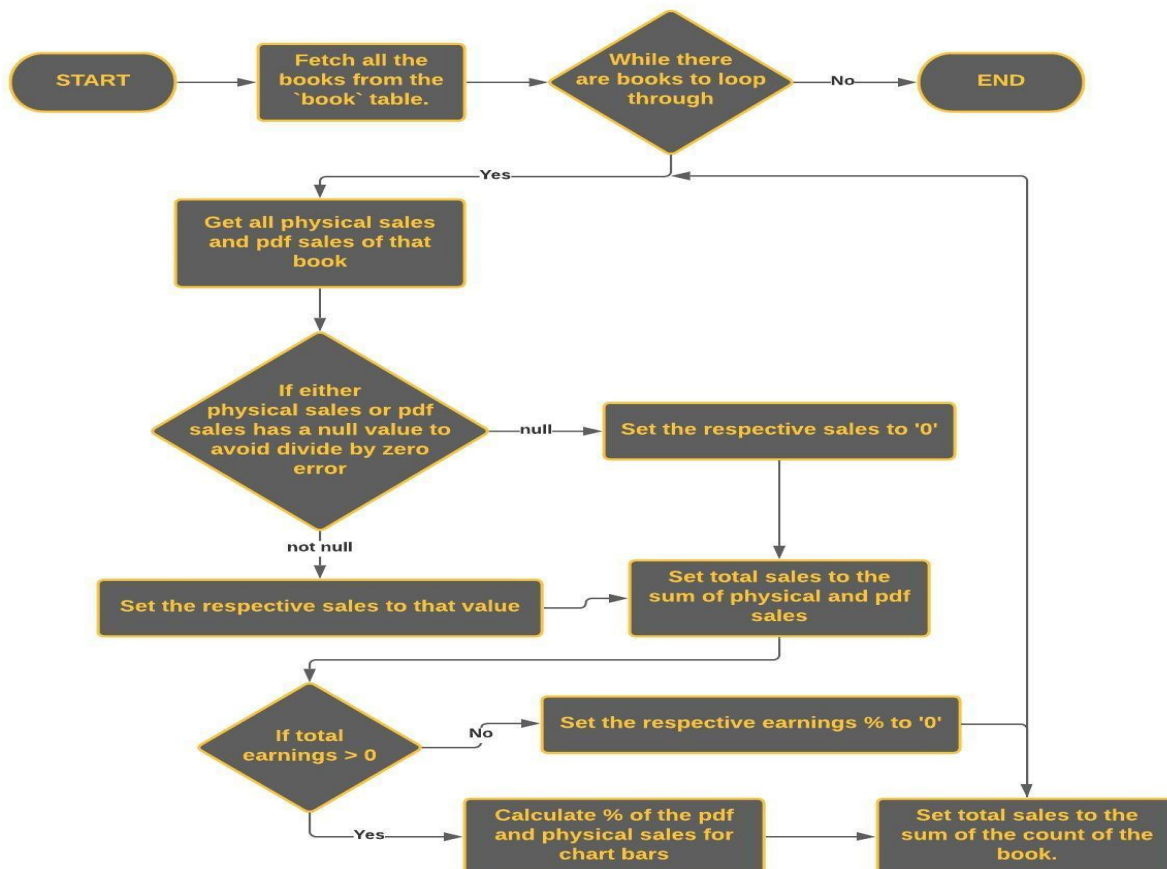 START
Fetch all the
books from the
`book` table.
While there
are books to loop
through
No
END
Yes
Get all physical sales
and pdf sales of that
book
If either
physical sales or pdf
sales has a null value to
avoid divide by zero
error
null
Set the respective sales to '0'
not null
Set the respective sales to that value
Set total sales to the
sum of physical and pdf
sales
If total
earnings > 0
No
Set the respective earnings % to '0'
Yes
Calculate % of the pdf
and physical sales for
chart bars
Set total sales to the
sum of the count of the
book.